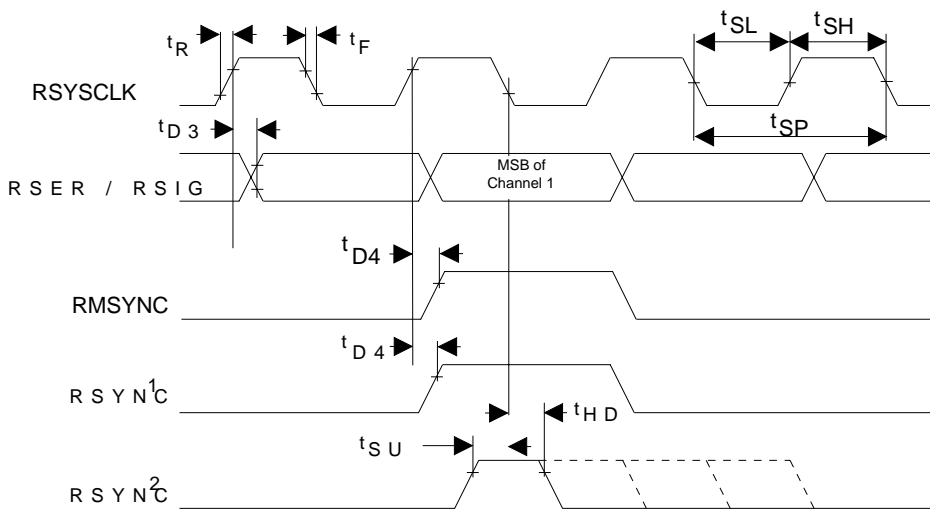 tR tF tSL tSH
RSYSCLK
tD3 tSP
RSER / RSIG
MSB of
Channel 1
tD4
RMSYNC
tD4
RSYNC1
tHD
tSU
RSYNC2